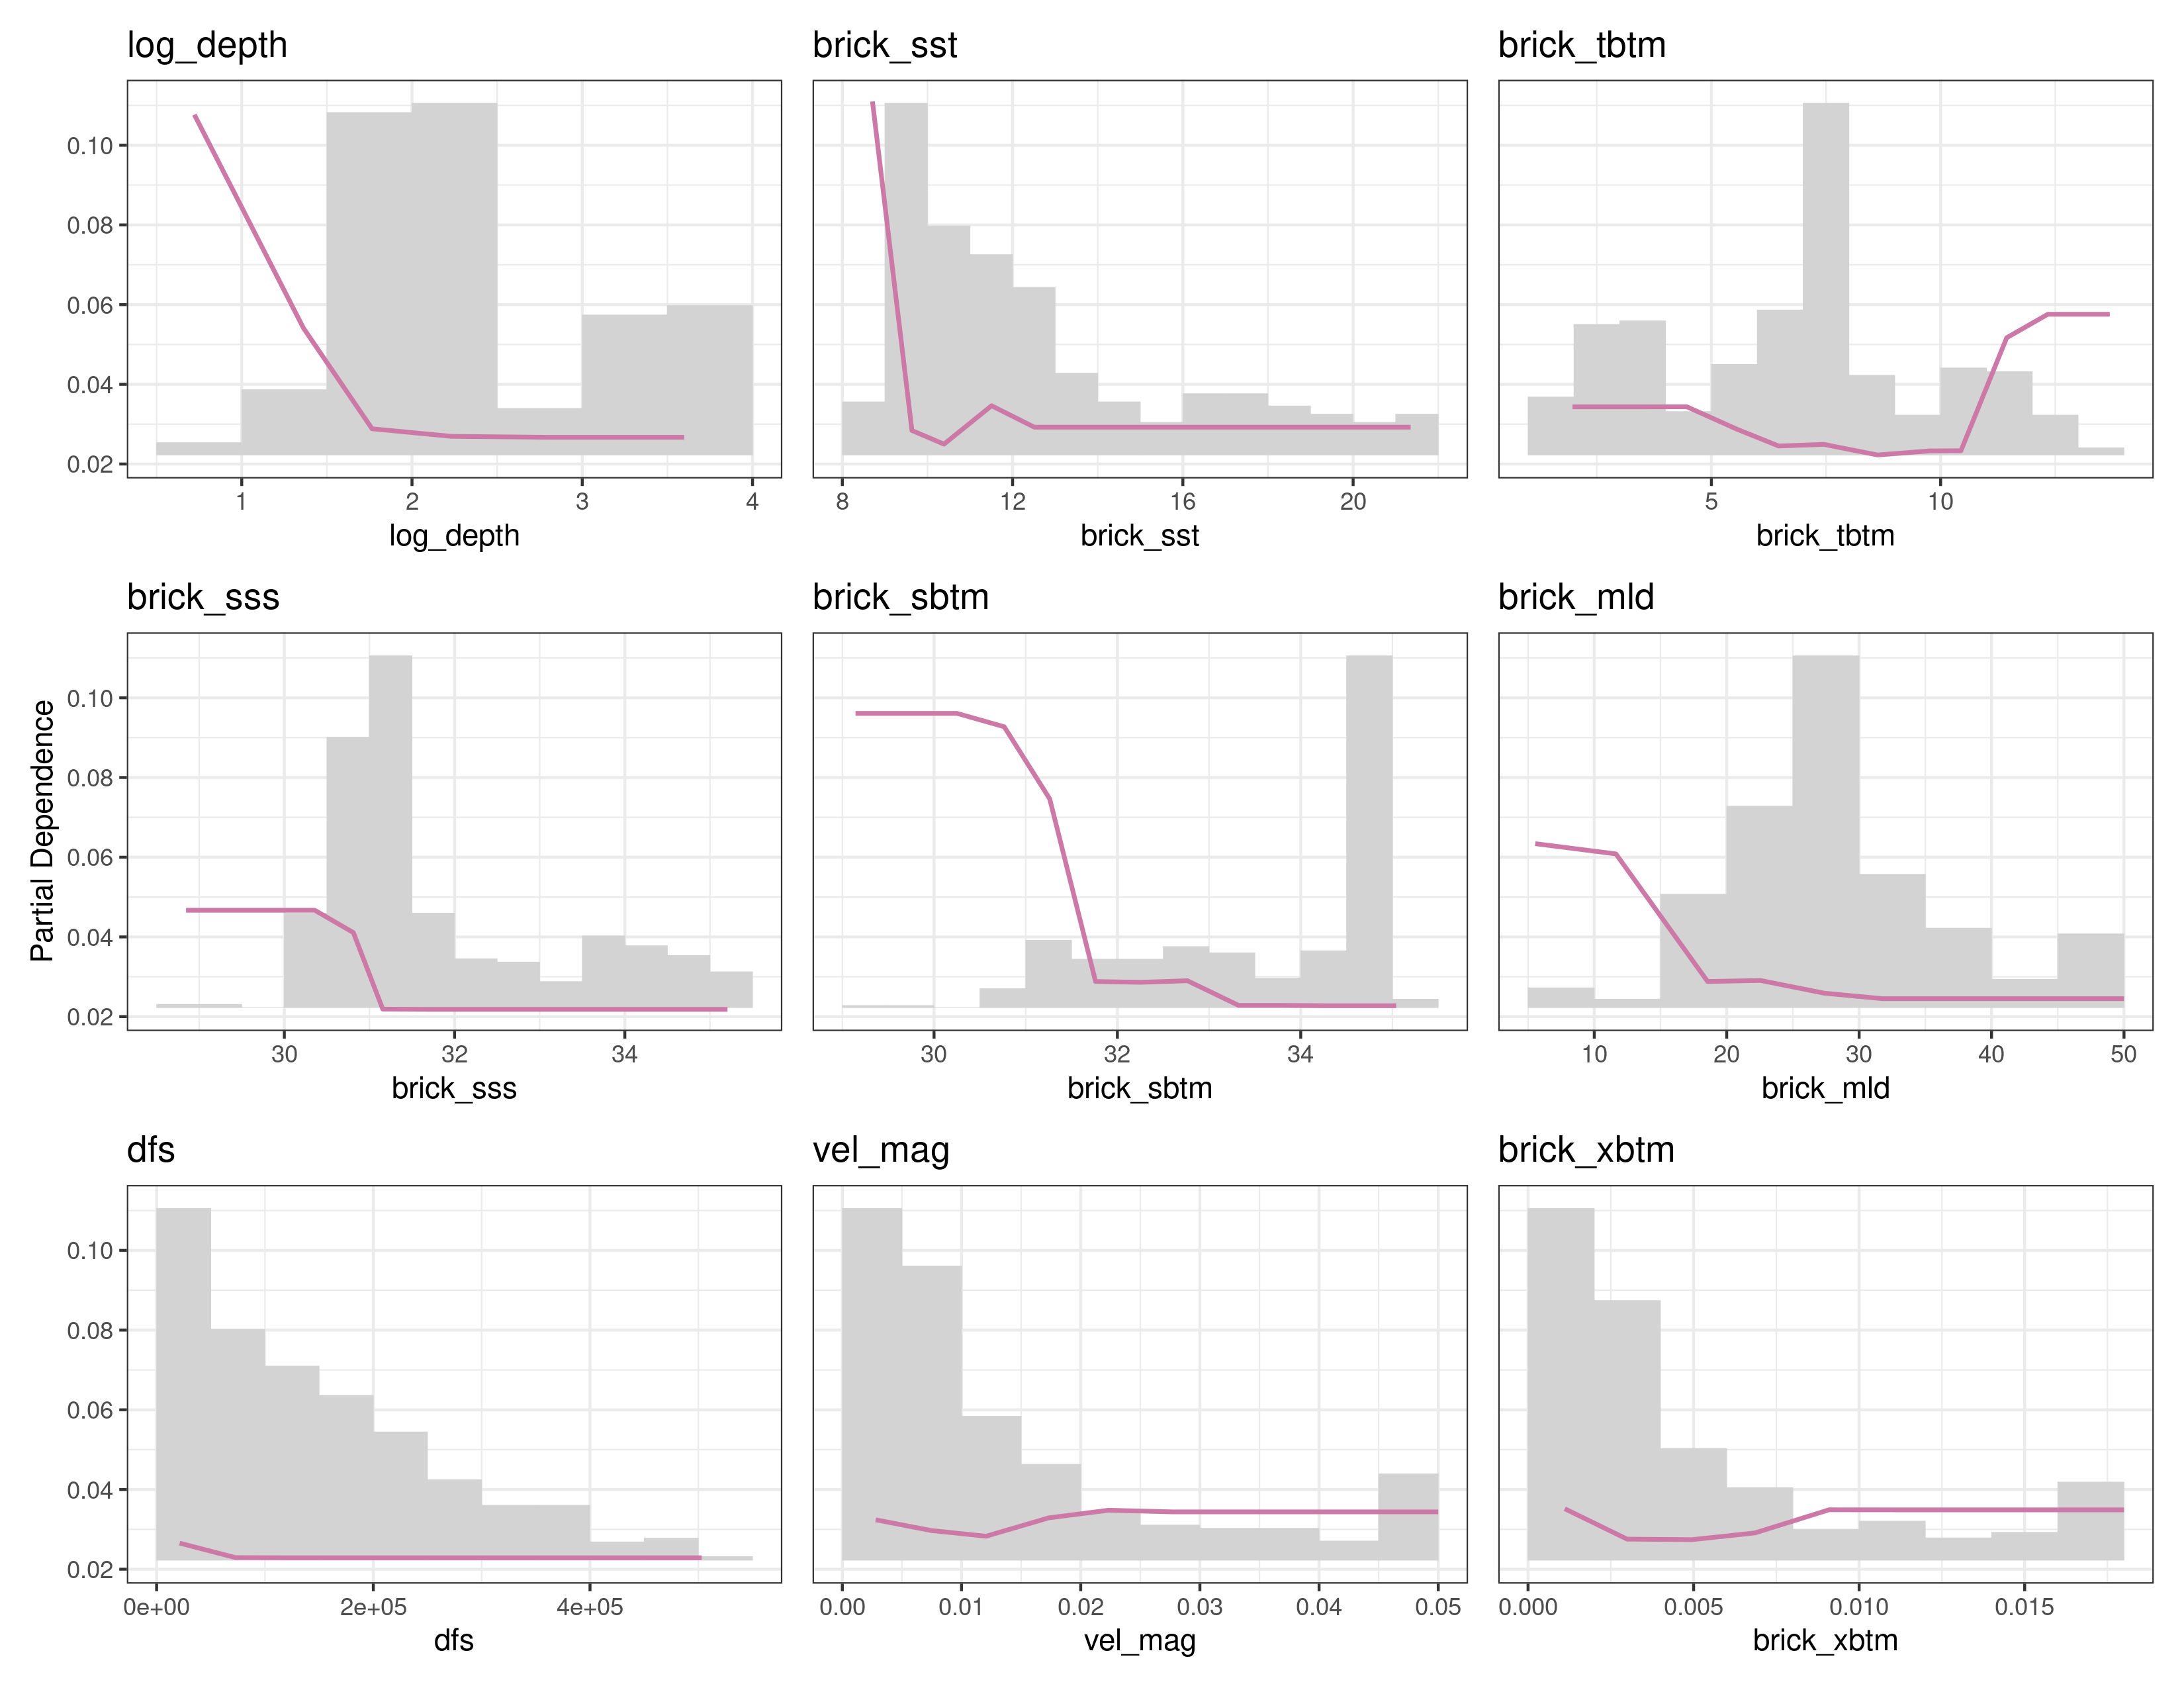 log_depth
brick_sst
brick_tbtm
0.10
0.08
0.06
0.04
0.02
1 2 3 4
8 12 16 20
5 10
log_depth
brick_sst
brick_tbtm
brick_sss
brick_sbtm
brick_mld
Partial Dependence
0.10
0.08
0.06
0.04
0.02
30 32 34
30 32 34
10 20 30 40 50
brick_sss
brick_sbtm
brick_mld
dfs
vel_mag
brick_xbtm
0.10
0.08
0.06
0.04
0.02
0e+00 2e+05 4e+05
0.00 0.01 0.02 0.03 0.04 0.05
0.000 0.005 0.010 0.015
dfs
vel_mag
brick_xbtm